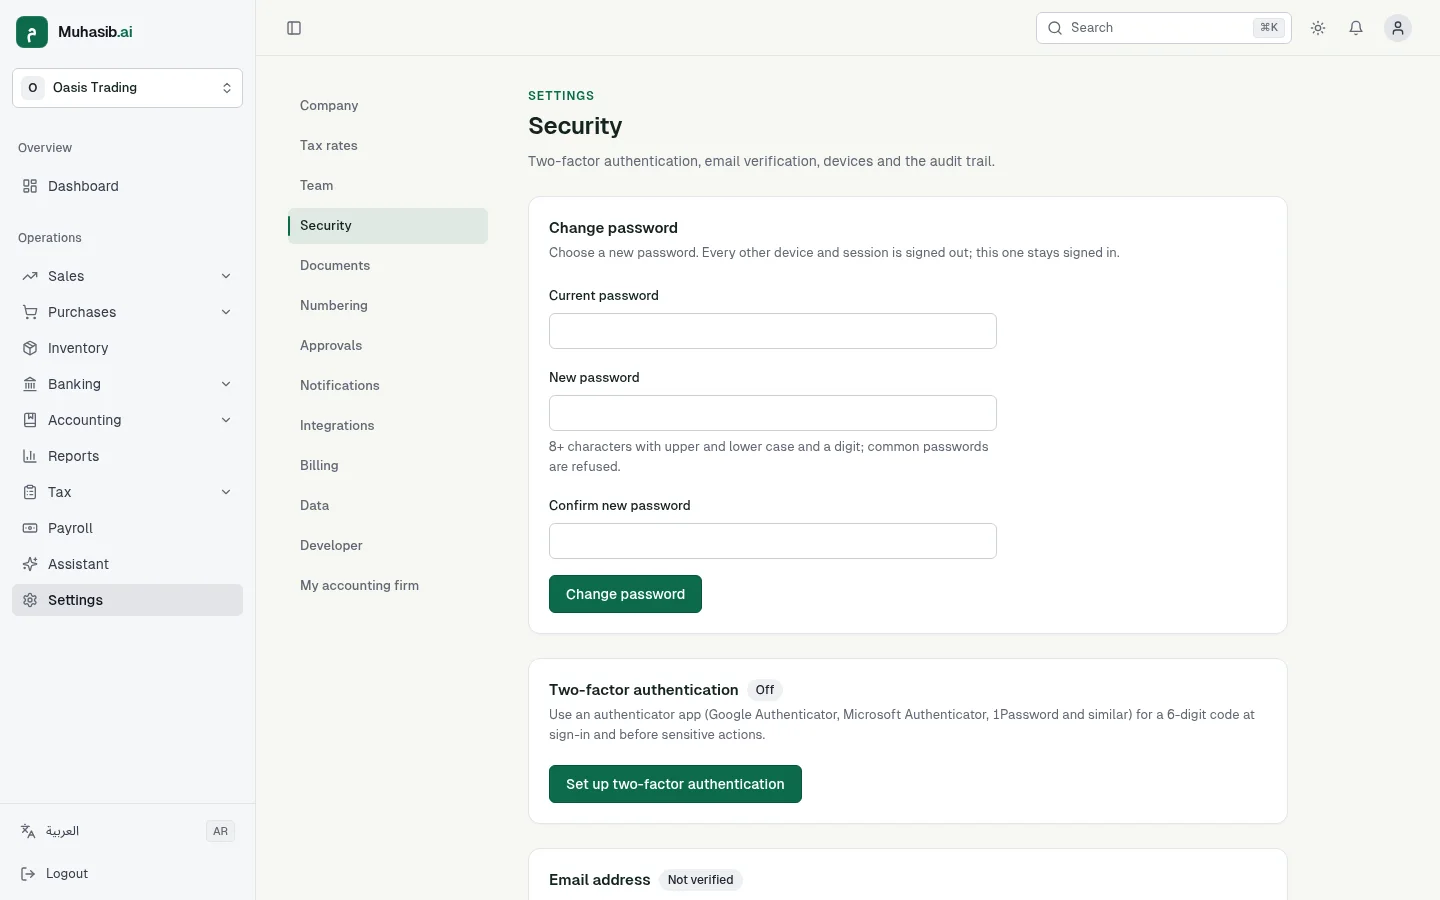 Muhasib.ai
O Oasis Trading
Overview
Dashboard
Operations
Sales
Purchases
Inventory
Banking
Accounting
Reports
Tax
Payroll
Assistant
Settings
العربية AR
Logout
Search ⌘K
Company
Tax rates
Team
Security
Documents
Numbering
Approvals
Notifications
Integrations
Billing
Data
Developer
My accounting firm
SETTINGS
Security
Two-factor authentication, email verification, devices and the audit trail.
Change password
Choose a new password. Every other device and session is signed out; this one stays signed in.
Current password
New password
8+ characters with upper and lower case and a digit; common passwords
are refused.
Confirm new password
Change password
Two-factor authentication Off
Use an authenticator app (Google Authenticator, Microsoft Authenticator, 1Password and similar) for a 6-digit code at
sign-in and before sensitive actions.
Set up two-factor authentication
Email address Not verified